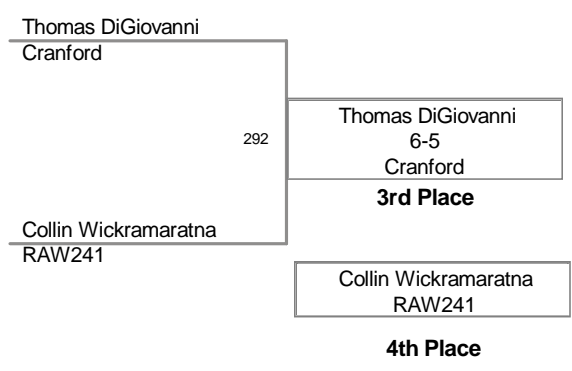 Thomas DiGiovanni
Cranford
292
Thomas DiGiovanni
6-5
Cranford
3rd Place
Collin Wickramaratna
RAW241
Collin Wickramaratna
RAW241
4th Place